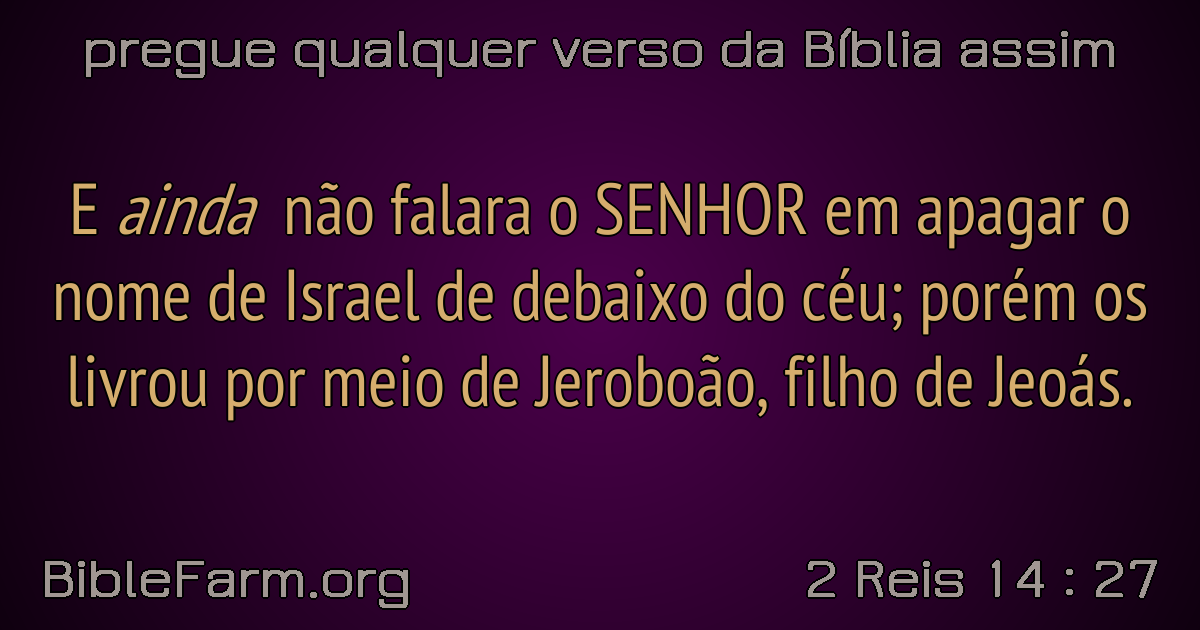 pregue qualquer verso da Bíblia assim
E ainda não falara o SENHOR em apagar o
nome de Israel de debaixo do céu; porém os
livrou por meio de Jeroboão, filho de Jeoás.
BibleFarm.org
2 Reis 14 : 27